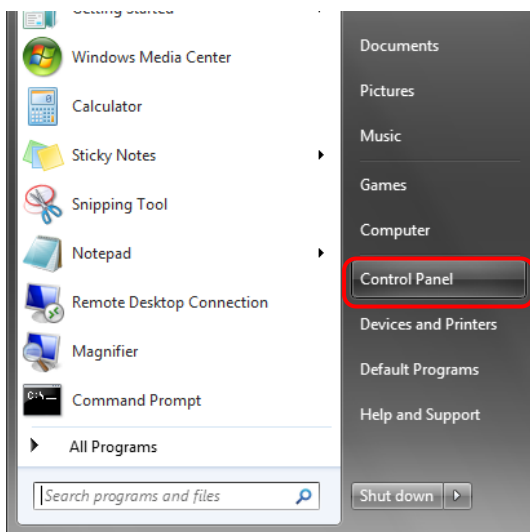 Getting Started
Windows Media Center
Calculator
Sticky Notes
Snipping Tool
Notepad
Remote Desktop Connection
Magnifier
Command Prompt
All Programs
Search programs and files
Documents
Pictures
Music
Games
Computer
Control Panel
Devices and Printers
Default Programs
Help and Support
Shut down